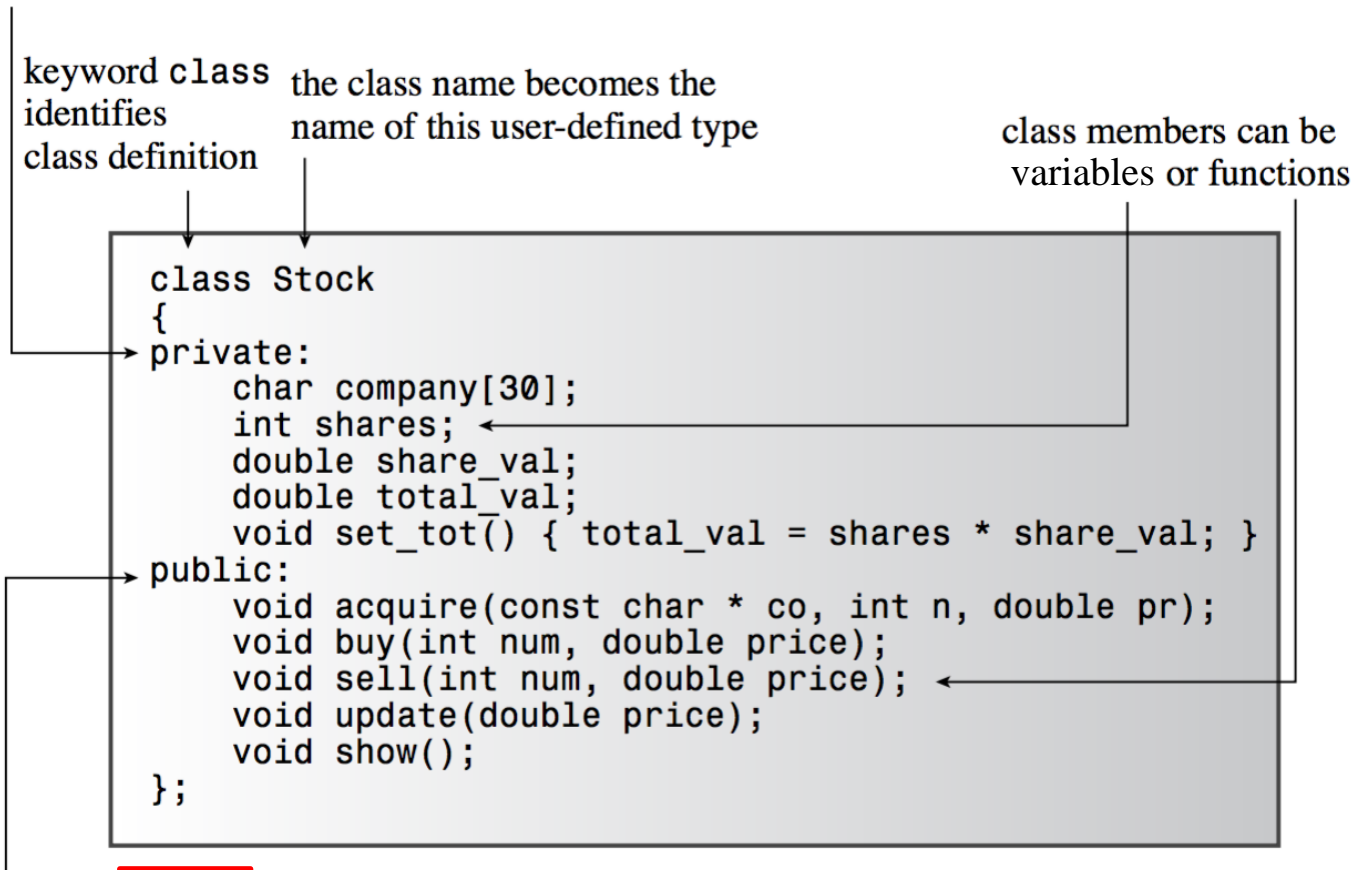 keyword class
identifies
class definition
the class name becomes the
name of this user-defined type
class members can be
variables or functions
class Stock
{
private:
    char company[30];
    int shares;
    double share_val;
    double total_val;
    void set_tot() { total_val = shares * share_val; }
public:
    void acquire(const char * co, int n, double pr);
    void buy(int num, double price);
    void sell(int num, double price);
    void update(double price);
    void show();
};